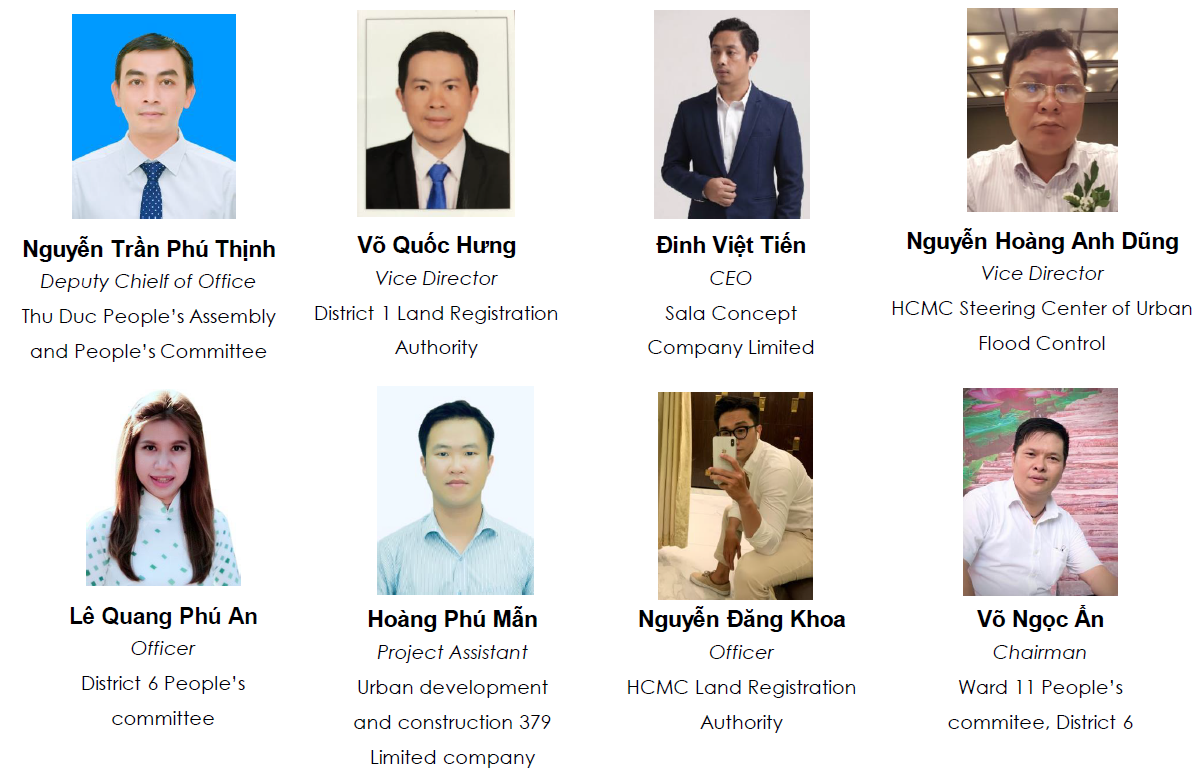 Nguyễn Trần Phú Thịnh
Deputy Chielf of Office
Thu Duc People’s Assembly
and People’s Committee
Võ Quốc Hưng
Vice Director
District 1 Land Registration
Authority
Đinh Việt Tiến
CEO
Sala Concept
Company Limited
Nguyễn Hoàng Anh Dũng
Vice Director
HCMC Steering Center of Urban
Flood Control
Lê Quang Phú An
Officer
District 6 People’s
committee
Hoàng Phú Mẫn
Project Assistant
Urban development
and construction 379
Limited company
Nguyễn Đăng Khoa
Officer
HCMC Land Registration
Authority
Võ Ngọc Ẩn
Chairman
Ward 11 People’s
commitee, District 6